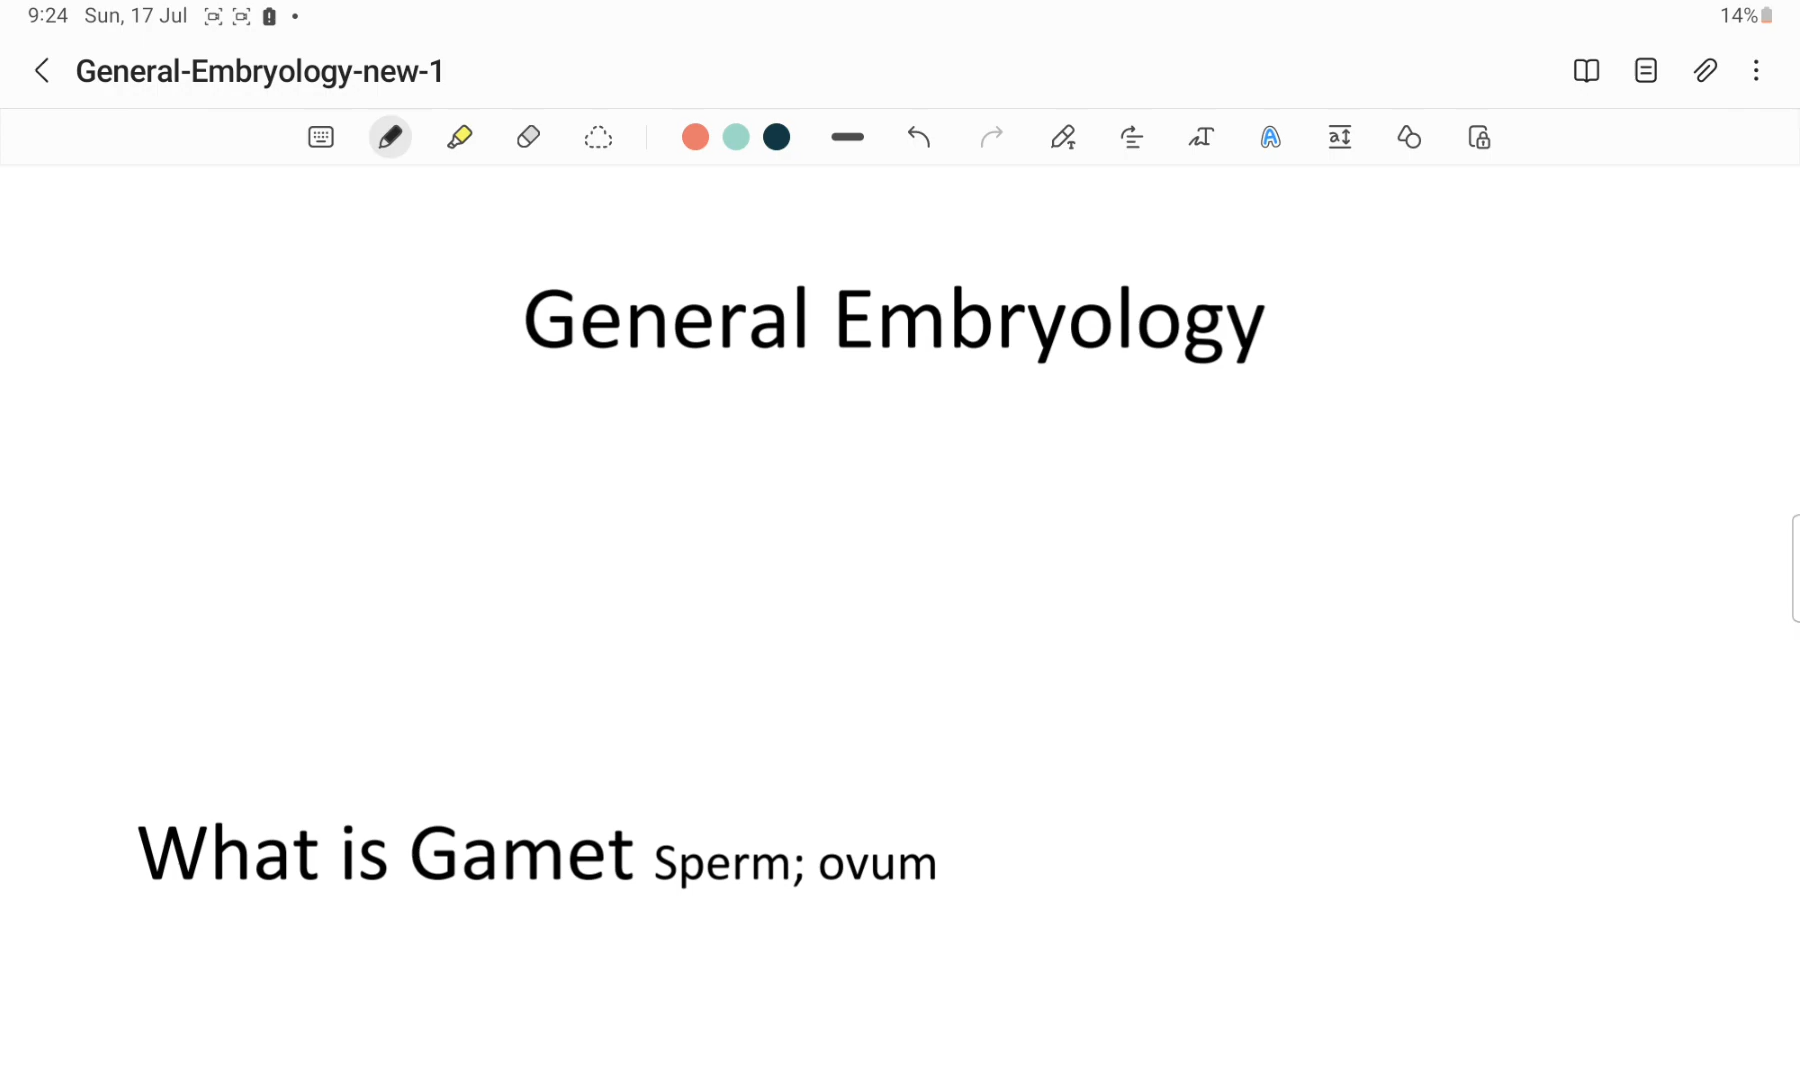 9:24 Sun, 17 Jul 14%
General-Embryology-new-1
General Embryology
What is Gamet Sperm; ovum